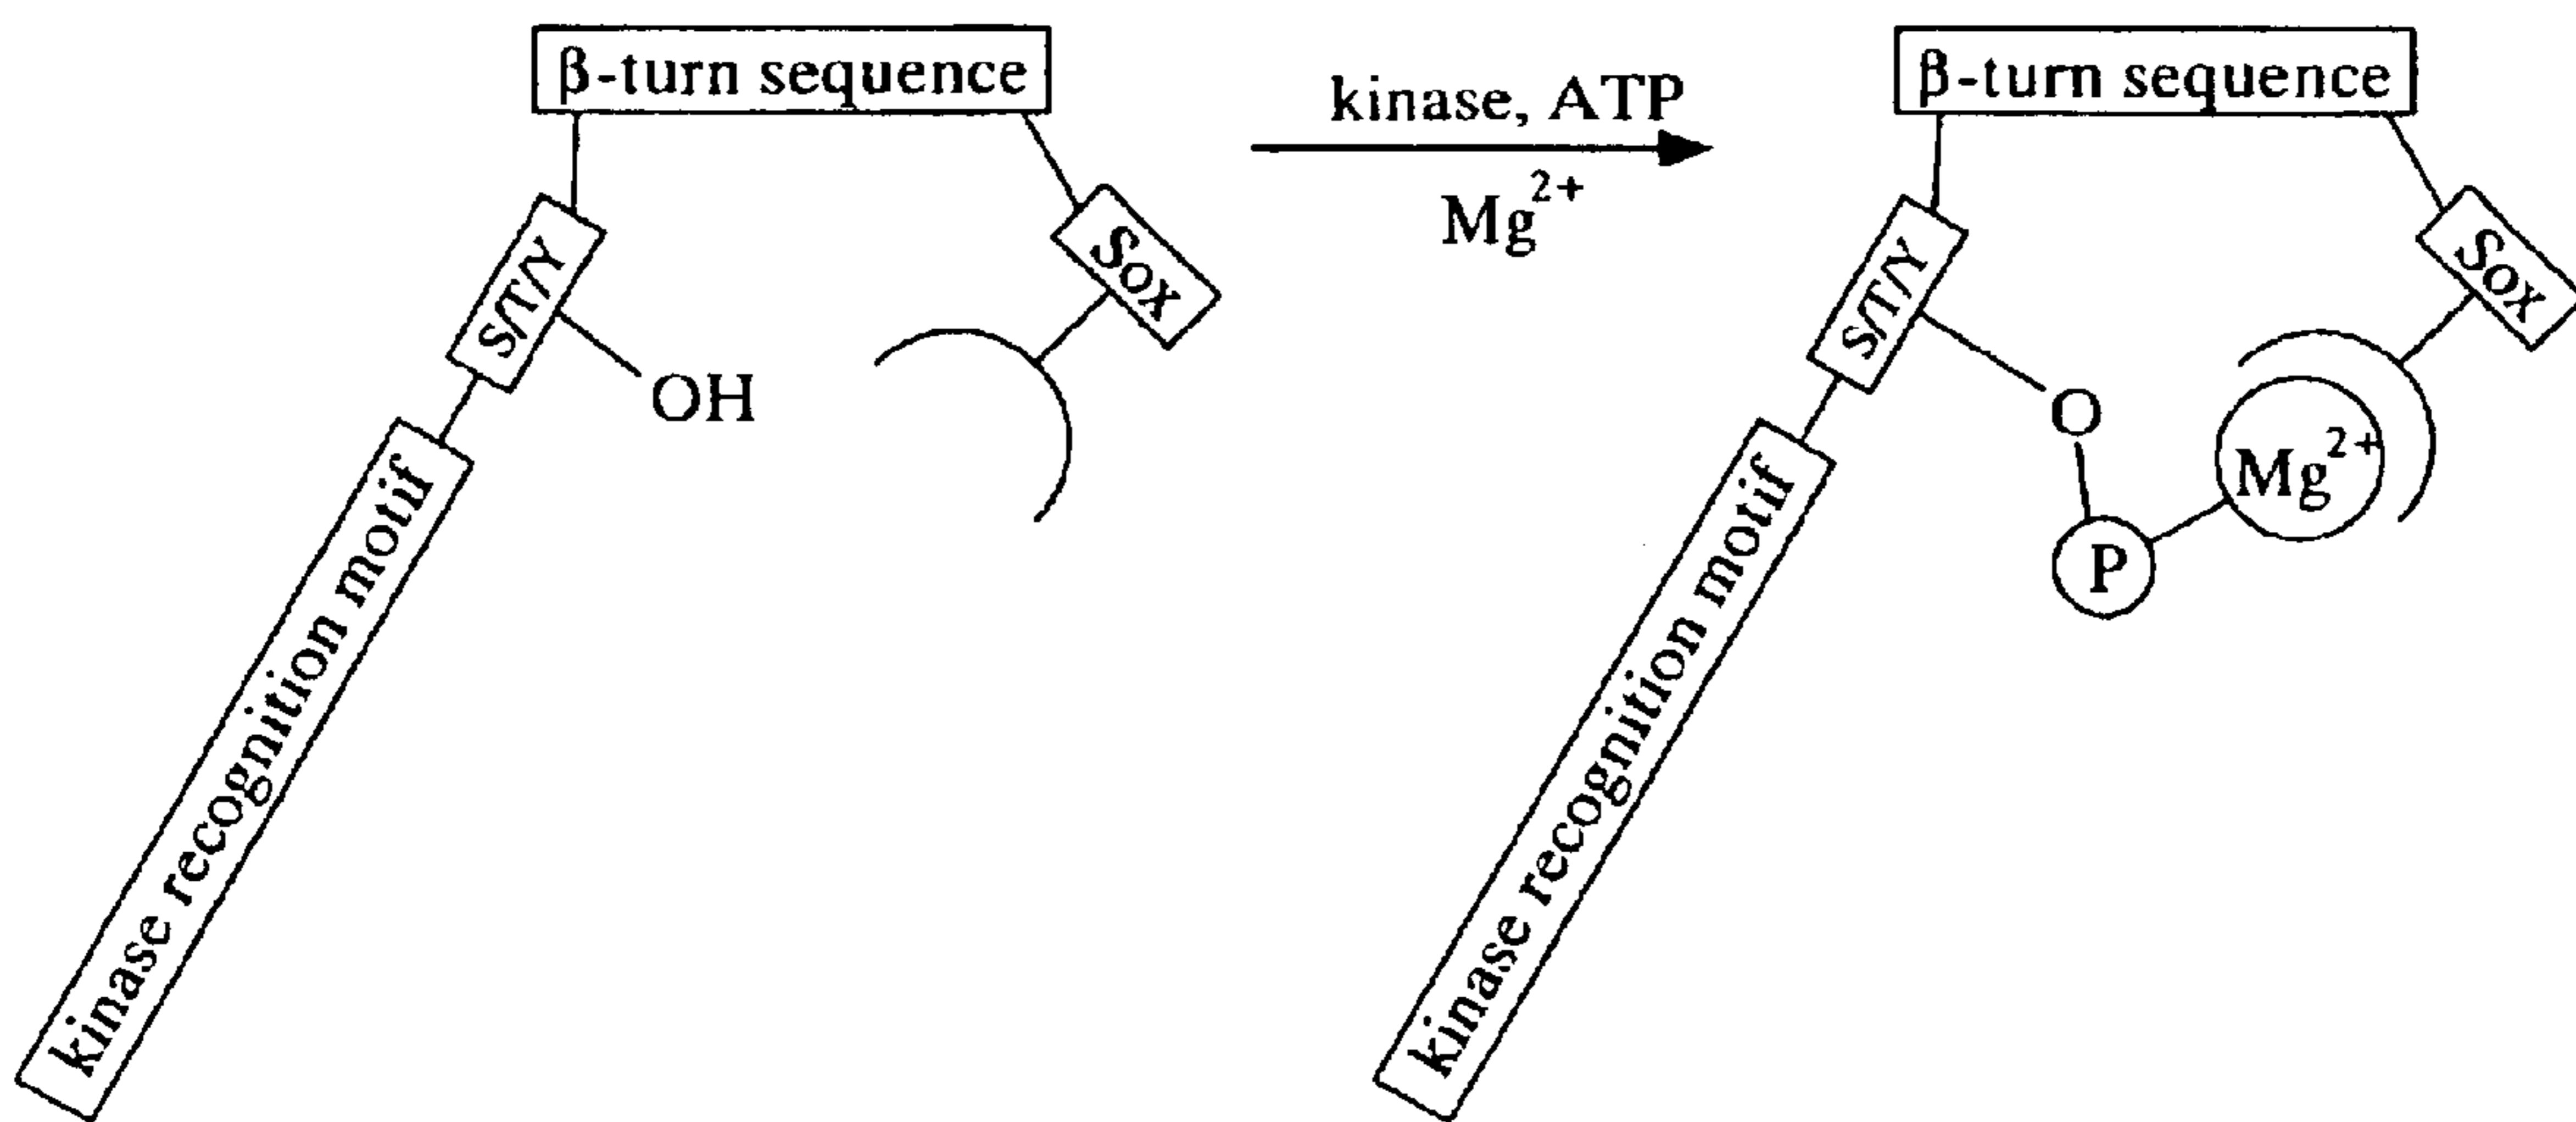 β-turn sequence
S/T/Y
OH
Sox
kinase recognition motif
kinase, ATP
Mg²⁺
β-turn sequence
S/T/Y
O
P
Mg²⁺
Sox
kinase recognition motif